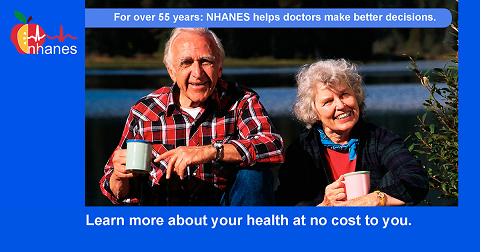 For over 55 years: NHANES helps doctors make better decisions.
nhanes
Learn more about your health at no cost to you.